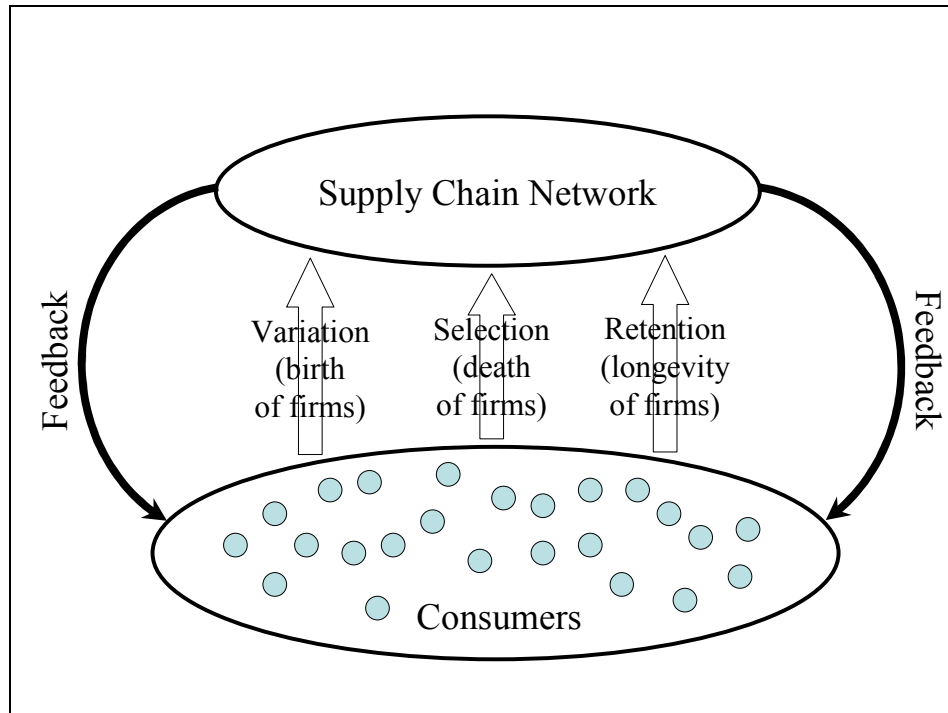 Supply Chain Network
Feedback
Variation
(birth
of firms)
Selection
(death
of firms)
Retention
(longevity
of firms)
Feedback
Consumers